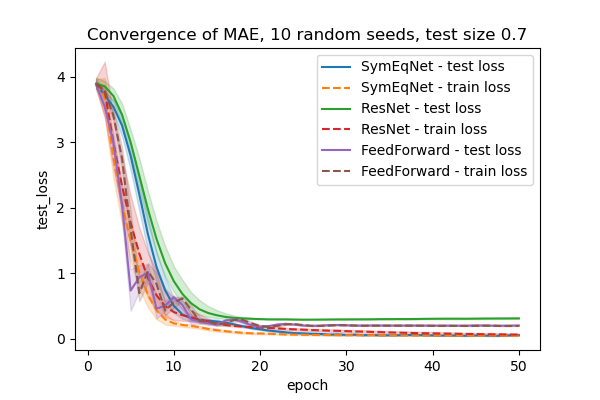 Convergence of MAE, 10 random seeds, test size 0.7
SymEqNet - test loss
SymEqNet - train loss
ResNet - test loss
ResNet - train loss
FeedForward - test loss
FeedForward - train loss
test_loss
4
3
2
1
0
0 10 20 30 40 50
epoch